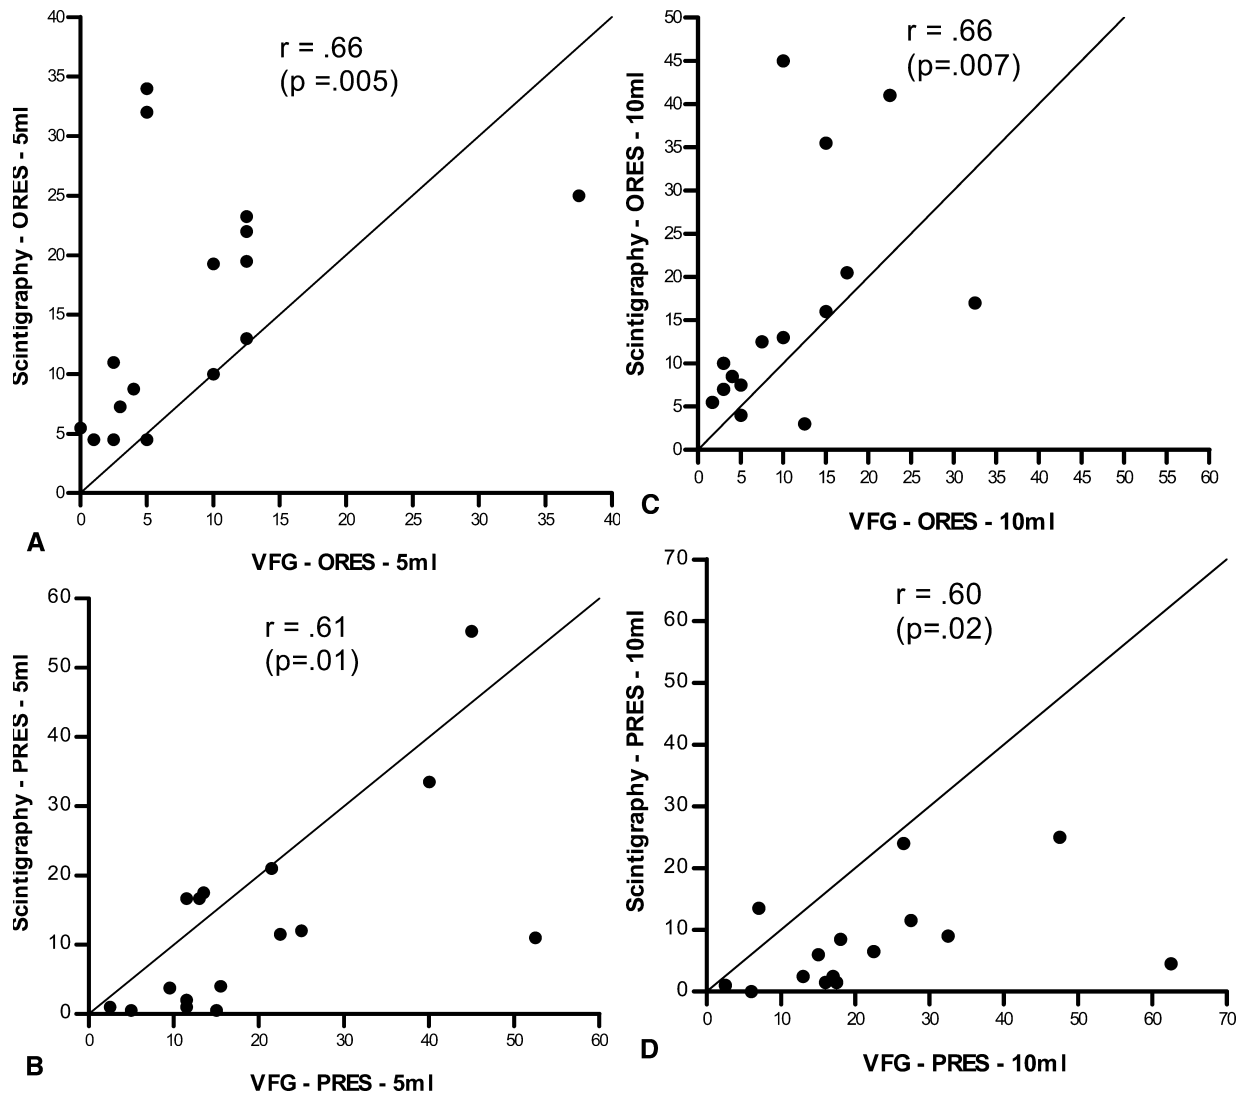 r = .66
(p =.005)
40
35
30
25
20
15
10
5
0
Scintigraphy - ORES - 5ml
0 5 10 15 20 25 30 35 40
VFG - ORES - 5ml
A
r = .66
(p=.007)
50
45
40
35
30
25
20
15
10
5
0
Scintigraphy - ORES - 10ml
0 5 10 15 20 25 30 35 40 45 50 55 60
VFG - ORES - 10ml
C
r = .61
(p=.01)
60
50
40
30
20
10
0
Scintigraphy - PRES - 5ml
0 10 20 30 40 50 60
VFG - PRES - 5ml
B
r = .60
(p=.02)
70
60
50
40
30
20
10
0
Scintigraphy - PRES - 10ml
0 10 20 30 40 50 60 70
VFG - PRES - 10ml
D